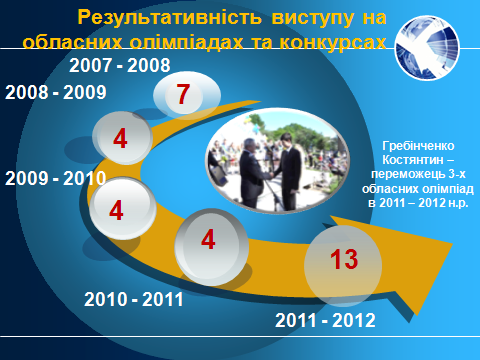 Результативність виступу на
обласних олімпіадах та конкурсах
2007 - 2008
7
2008 - 2009
4
2009 - 2010
4
2010 - 2011
4
2011 - 2012
13
Гребінченко
Костянтин –
переможець 3-х
обласних олімпіад
в 2011 – 2012 н.р.